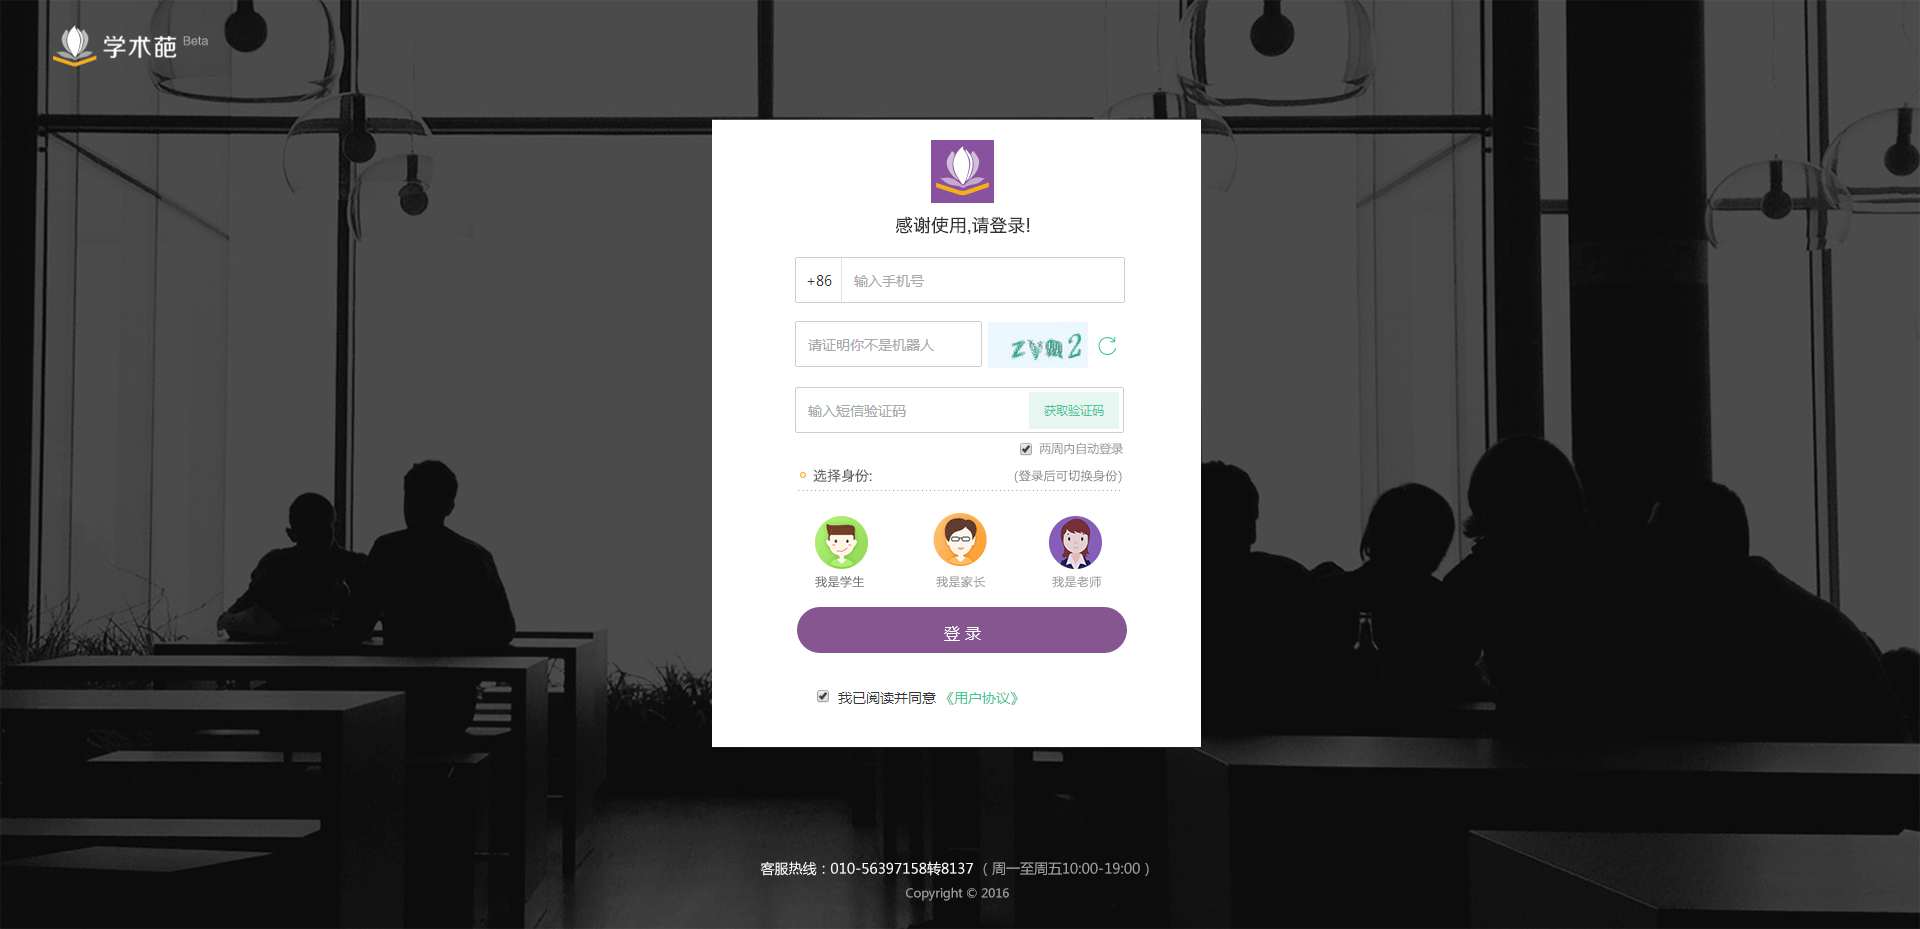 学术葩 Beta
感谢使用,请登录!
+86 输入手机号
请证明你不是机器人
输入短信验证码 获取验证码
两周内自动登录
选择身份: (登录后可切换身份)
我是学生 我是家长 我是老师
登 录
我已阅读并同意 《用户协议》
客服热线：010-56397158转8137 （ 周一至周五10:00-19:00 ）
Copyright © 2016